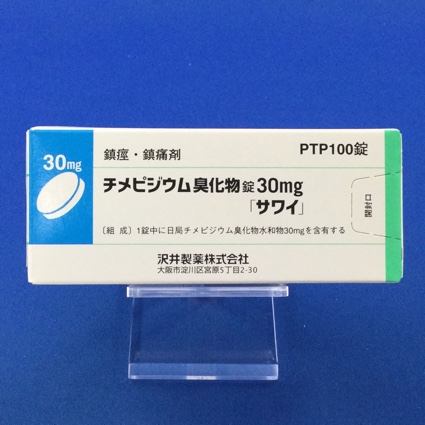 30mg
鎮痙・鎮痛剤
PTP100錠
チメピジウム臭化物錠30mg
「サワイ」
〔組 成〕1錠中に日局チメピジウム臭化物水和物30mgを含有する
開封口
沢井製薬株式会社
大阪市淀川区宮原5丁目2-30